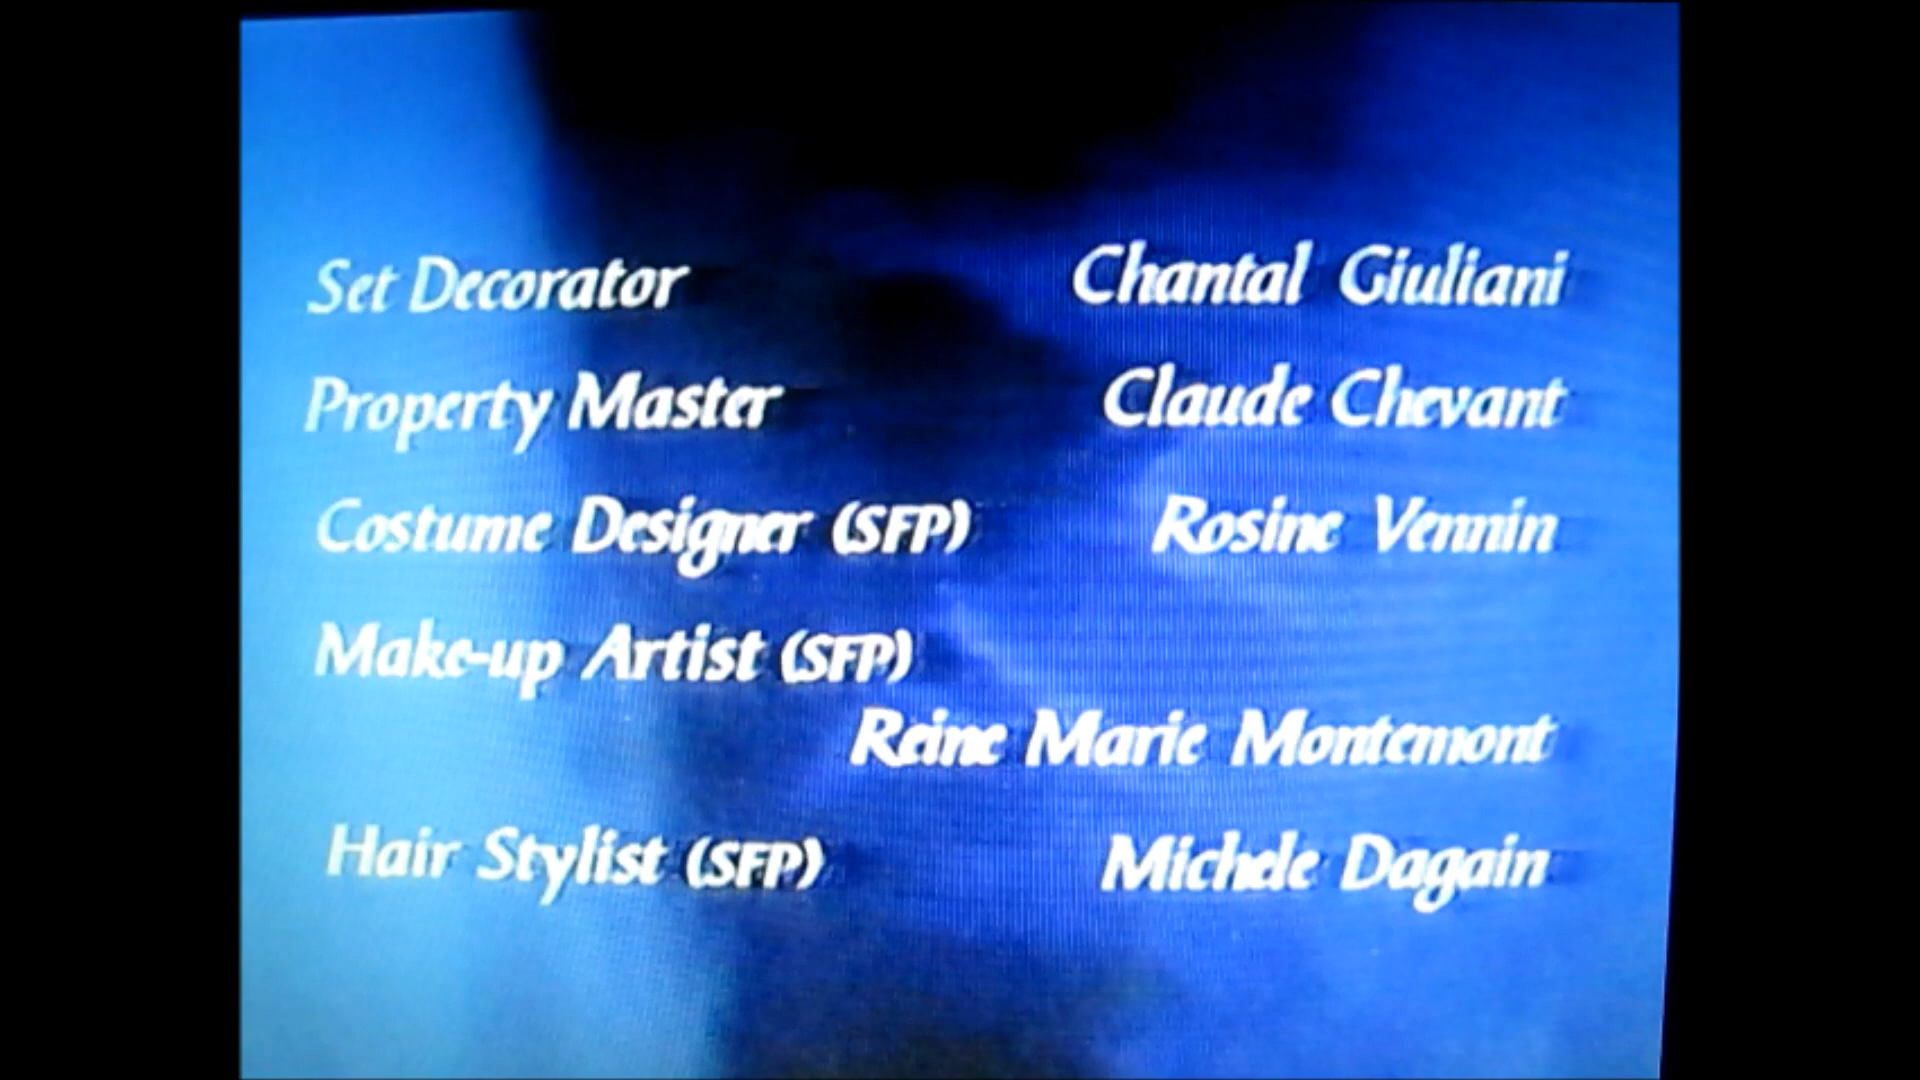 Set Decorator Chantal Giuliani
Property Master Claude Chevant
Costume Designer (SFP) Rosine Vennin
Make-up Artist (SFP)
Reine Marie Montemont
Hair Stylist (SFP) Michele Dagain